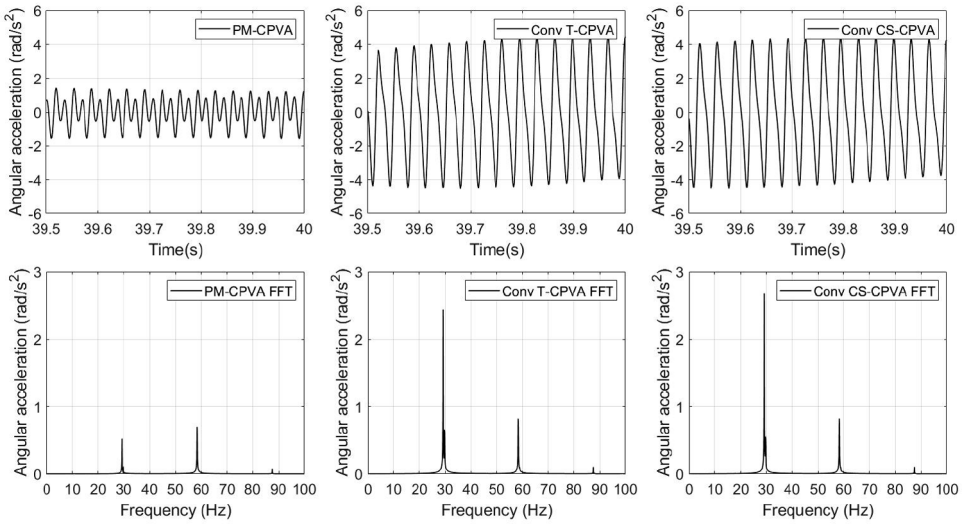 Angular acceleration (rad/s2)
6
4
2
0
-2
-4
-6
PM-CPVA
39.5 39.6 39.7 39.8 39.9 40
Time(s)
Angular acceleration (rad/s2)
6
4
2
0
-2
-4
-6
Conv T-CPVA
39.5 39.6 39.7 39.8 39.9 40
Time(s)
Angular acceleration (rad/s2)
6
4
2
0
-2
-4
-6
Conv CS-CPVA
39.5 39.6 39.7 39.8 39.9 40
Time(s)
Angular acceleration (rad/s2)
3
2
1
0
PM-CPVA FFT
0 10 20 30 40 50 60 70 80 90 100
Frequency (Hz)
Angular acceleration (rad/s2)
3
2
1
0
Conv T-CPVA FFT
0 10 20 30 40 50 60 70 80 90 100
Frequency (Hz)
Angular acceleration (rad/s2)
3
2
1
0
Conv CS-CPVA FFT
0 10 20 30 40 50 60 70 80 90 100
Frequency (Hz)